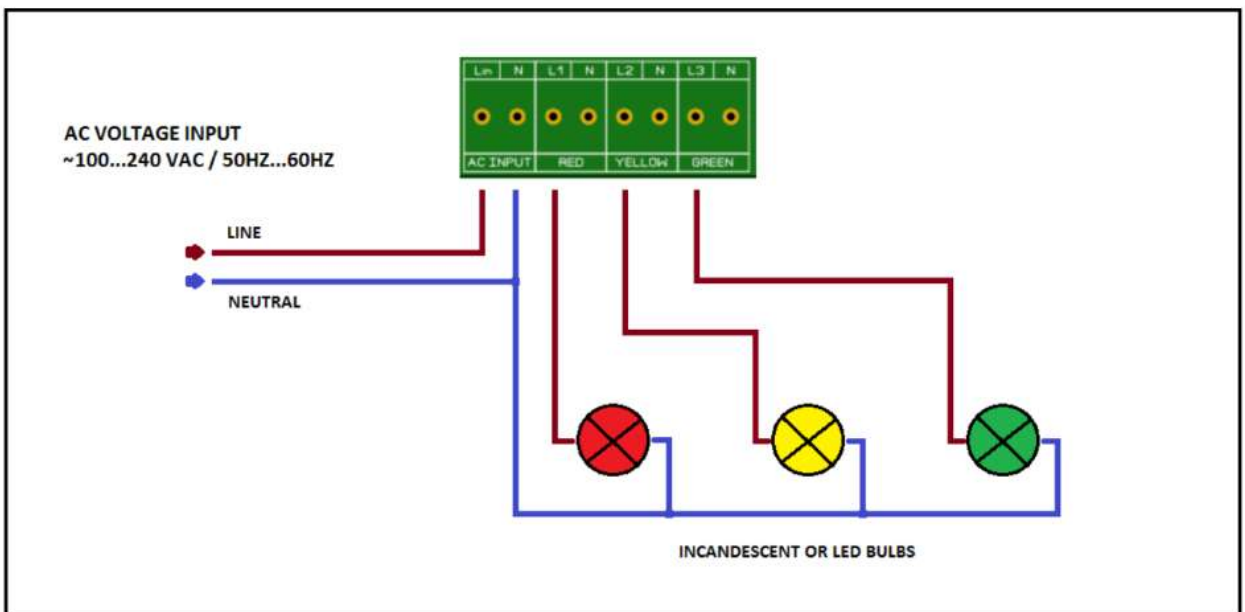 Lin N L1 N L2 N L3 N
AC INPUT RED YELLOW GREEN
AC VOLTAGE INPUT
~100...240 VAC / 50HZ...60HZ
LINE
NEUTRAL
INCANDESCENT OR LED BULBS